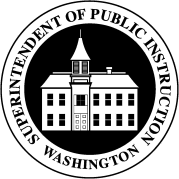 SUPERINTENDENT OF PUBLIC INSTRUCTION
WASHINGTON